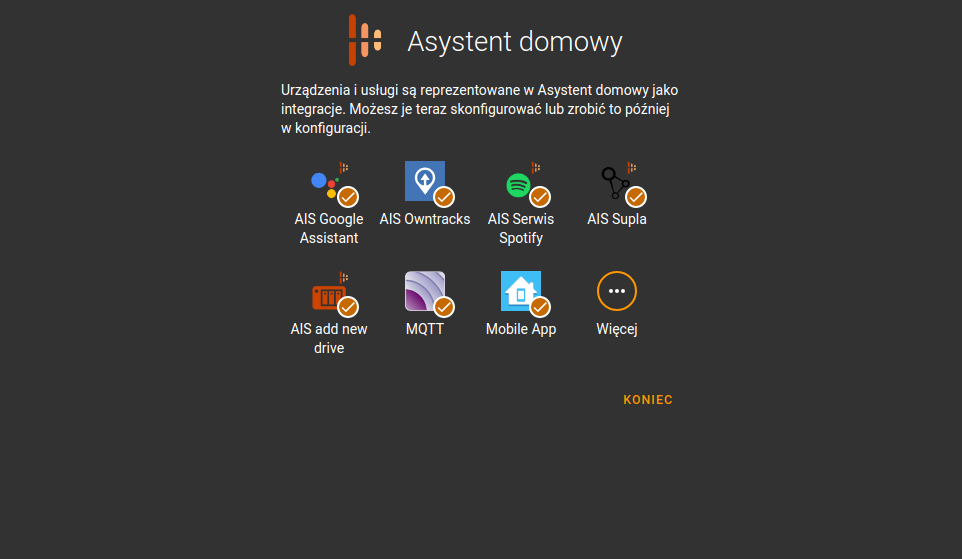 Asystent domowy
Urządzenia i usługi są reprezentowane w Asystent domowy jako
integracje. Możesz je teraz skonfigurować lub zrobić to później
w konfiguracji.
AIS Google
Assistant
AIS Owntracks
AIS Serwis
Spotify
AIS Supla
AIS add new
drive
MQTT
Mobile App
Więcej
KONIEC